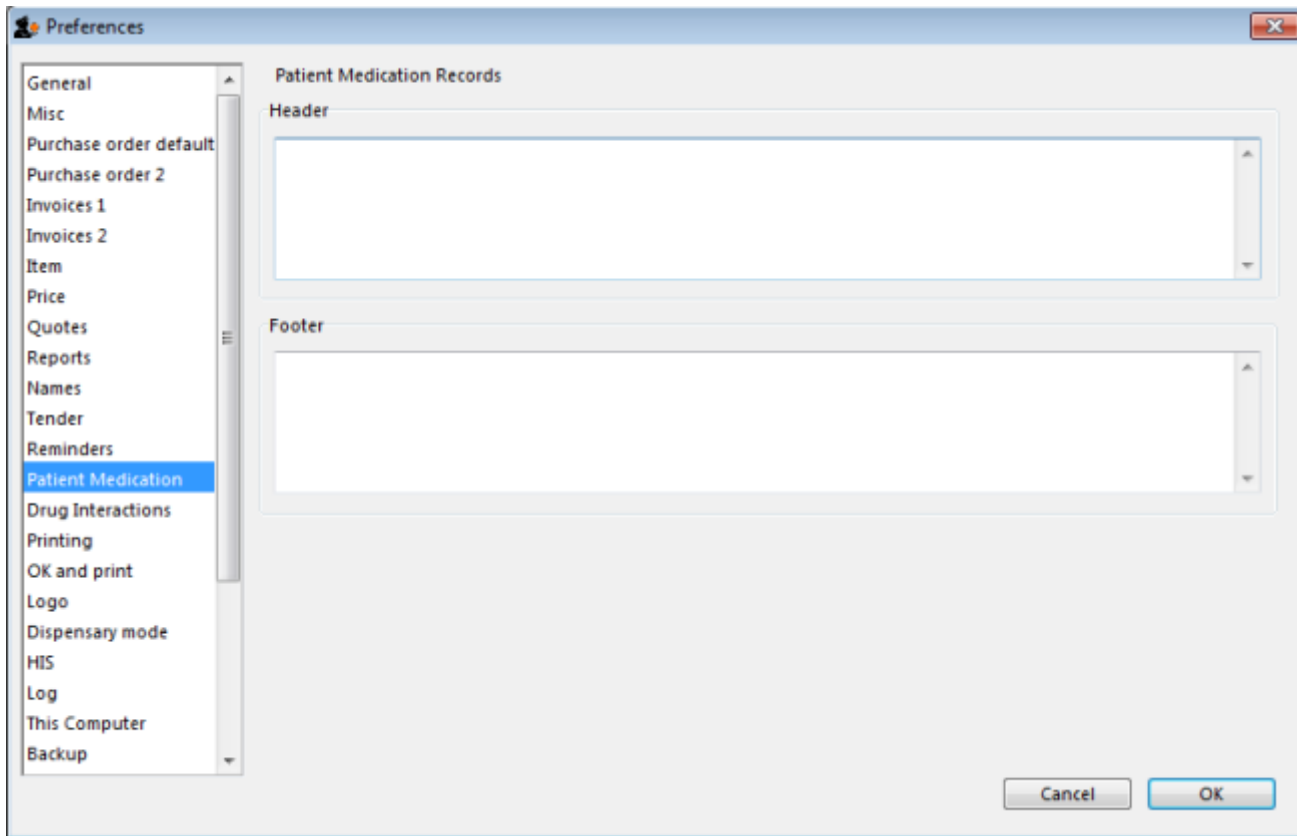 Preferences
General
Misc
Purchase order default
Purchase order 2
Invoices 1
Invoices 2
Item
Price
Quotes
Reports
Names
Tender
Reminders
Patient Medication
Drug Interactions
Printing
OK and print
Logo
Dispensary mode
HIS
Log
This Computer
Backup
Patient Medication Records
Header
Footer
Cancel
OK